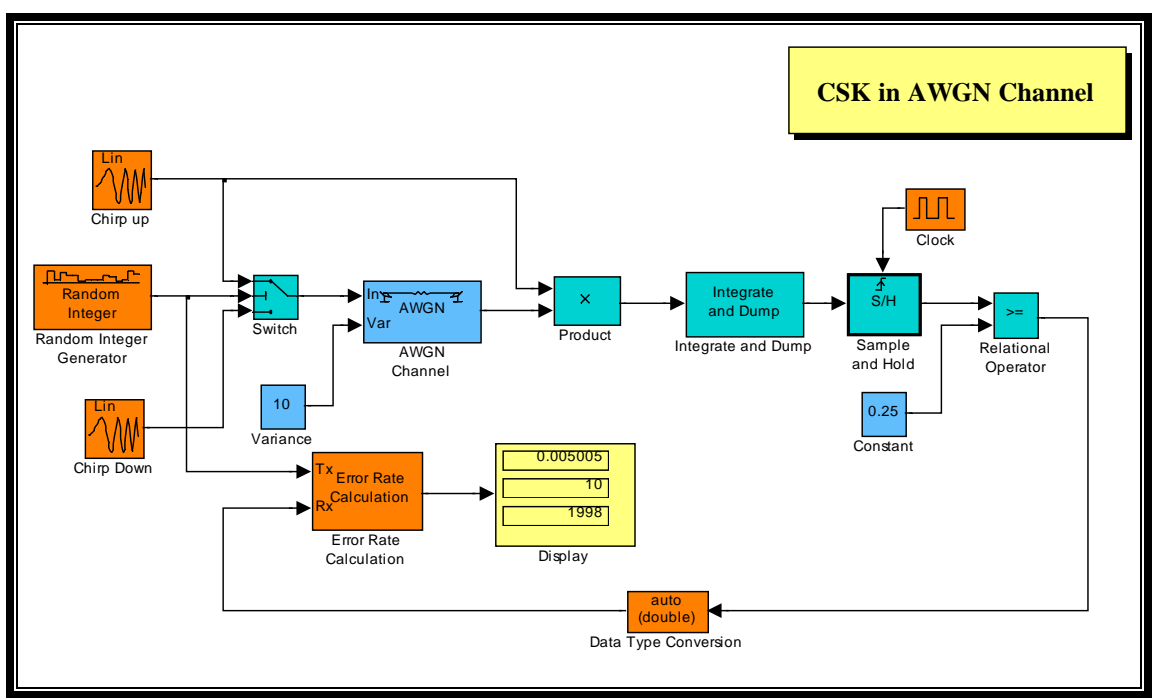 CSK in AWGN Channel
Lin
Chirp up
Clock
Random
Integer
Random Integer
Generator
Switch
In
AWGN
Var
AWGN
Channel
×
Product
Integrate
and Dump
Integrate and Dump
S/H
Sample
and Hold
>=
Relational
Operator
10
Variance
0.25
Constant
Lin
Chirp Down
Tx
Rx
Error Rate
Calculation
Error Rate
Calculation
0.005005
10
1998
Display
auto
(double)
Data Type Conversion